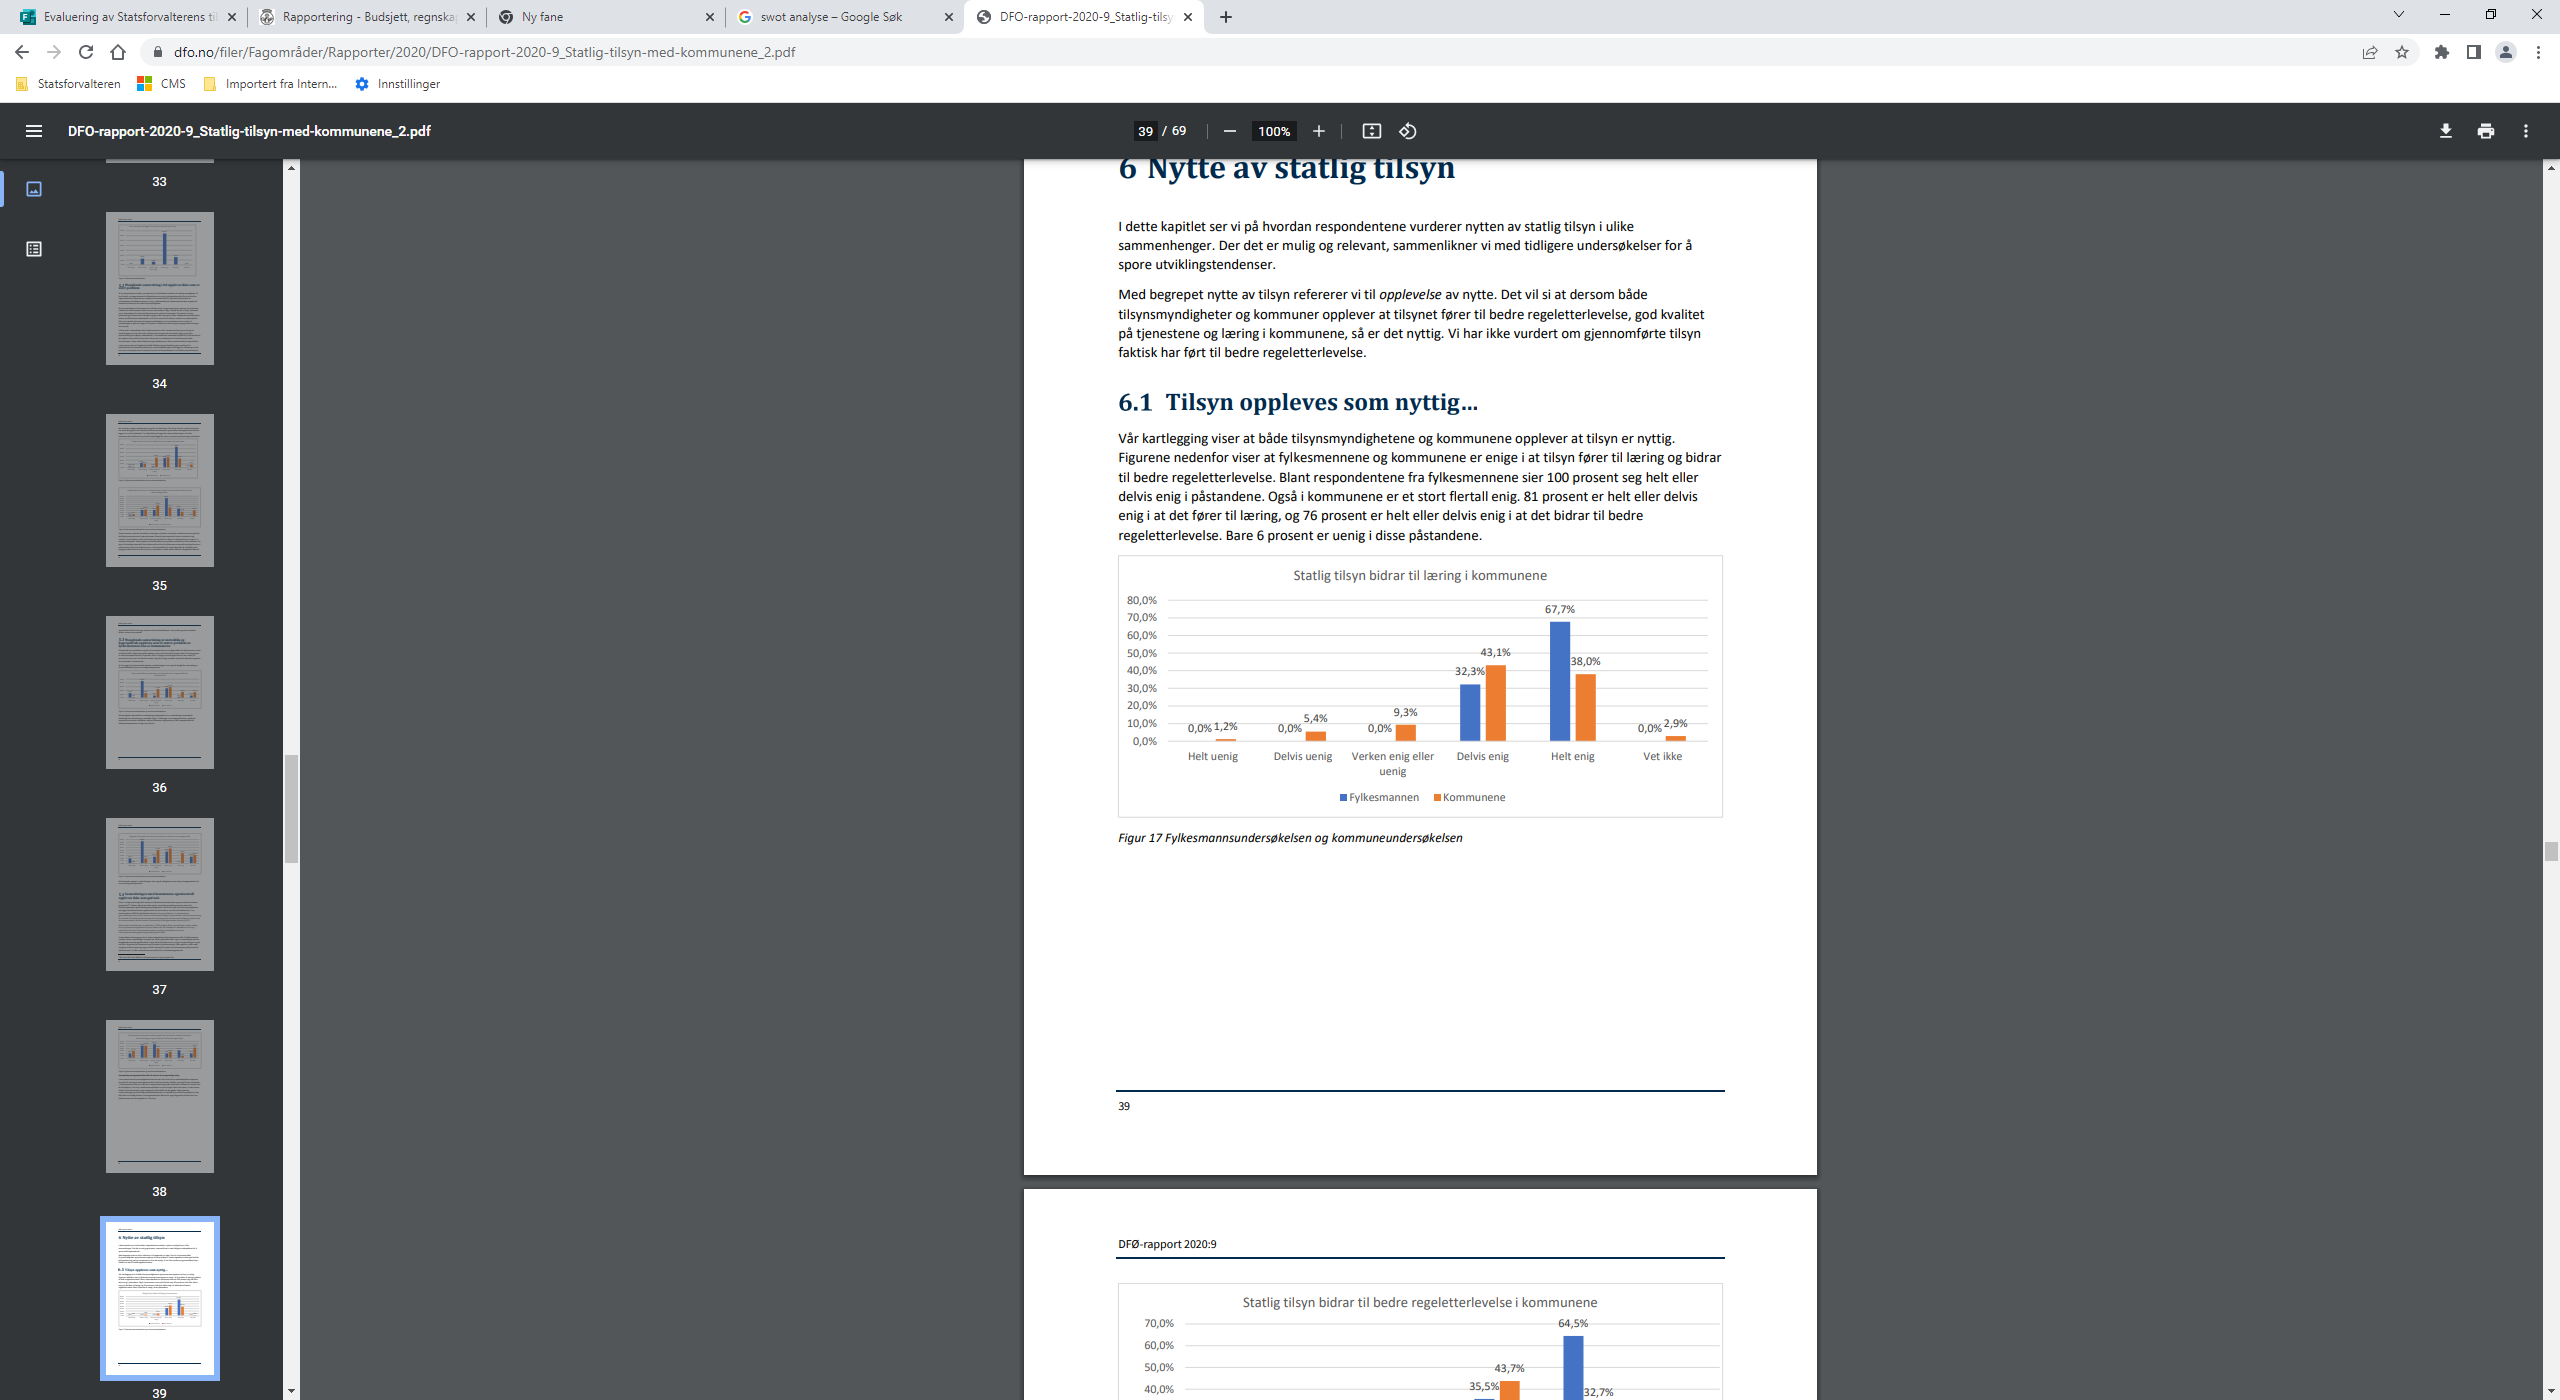 Evaluering av Statsforvalterens ti
Rapportering - Budsjett, regnska
Ny fane
swot analyse – Google Søk
DFO-rapport-2020-9_Statlig-tilsy
dfo.no/filer/Fagområder/Rapporter/2020/DFO-rapport-2020-9_Statlig-tilsyn-med-kommunene_2.pdf
Statsforvalteren
CMS
Importert fra Intern...
Innstillinger
DFO-rapport-2020-9_Statlig-tilsyn-med-kommunene_2.pdf
39 / 69
100%
33
34
35
36
37
38
39
6 Nytte av statlig tilsyn
I dette kapitlet ser vi på hvordan respondentene vurderer nytten av statlig tilsyn i ulike
sammenhenger. Der det er mulig og relevant, sammenlikner vi med tidligere undersøkelser for å
spore utviklingstendenser.
Med begrepet nytte av tilsyn refererer vi til opplevelse av nytte. Det vil si at dersom både
tilsynsmyndigheter og kommuner opplever at tilsynet fører til bedre regeletterlevelse, god kvalitet
på tjenestene og læring i kommunene, så er det nyttig. Vi har ikke vurdert om gjennomførte tilsyn
faktisk har ført til bedre regeletterlevelse.
6.1 Tilsyn oppleves som nyttig...
Vår kartlegging viser at både tilsynsmyndighetene og kommunene opplever at tilsyn er nyttig.
Figurene nedenfor viser at fylkesmennene og kommunene er enige i at tilsyn fører til læring og bidrar
til bedre regeletterlevelse. Blant respondentene fra fylkesmennene sier 100 prosent seg helt eller
delvis enig i påstandene. Også i kommunene er et stort flertall enig. 81 prosent er helt eller delvis
enig i at det fører til læring, og 76 prosent er helt eller delvis enig i at det bidrar til bedre
regeletterlevelse. Bare 6 prosent er uenig i disse påstandene.
Statlig tilsyn bidrar til læring i kommunene
80,0%
70,0%
60,0%
50,0%
40,0%
30,0%
20,0%
10,0%
0,0%
0,0% 1,2%
0,0% 5,4%
0,0% 9,3%
32,3% 43,1%
67,7% 38,0%
0,0% 2,9%
Helt uenig
Delvis uenig
Verken enig eller
uenig
Delvis enig
Helt enig
Vet ikke
Fylkesmannen Kommunene
Figur 17 Fylkesmannsundersøkelsen og kommuneundersøkelsen
39
DFØ-rapport 2020:9
Statlig tilsyn bidrar til bedre regeletterlevelse i kommunene
70,0%
60,0%
50,0%
40,0%
35,5% 43,7%
64,5% 32,7%